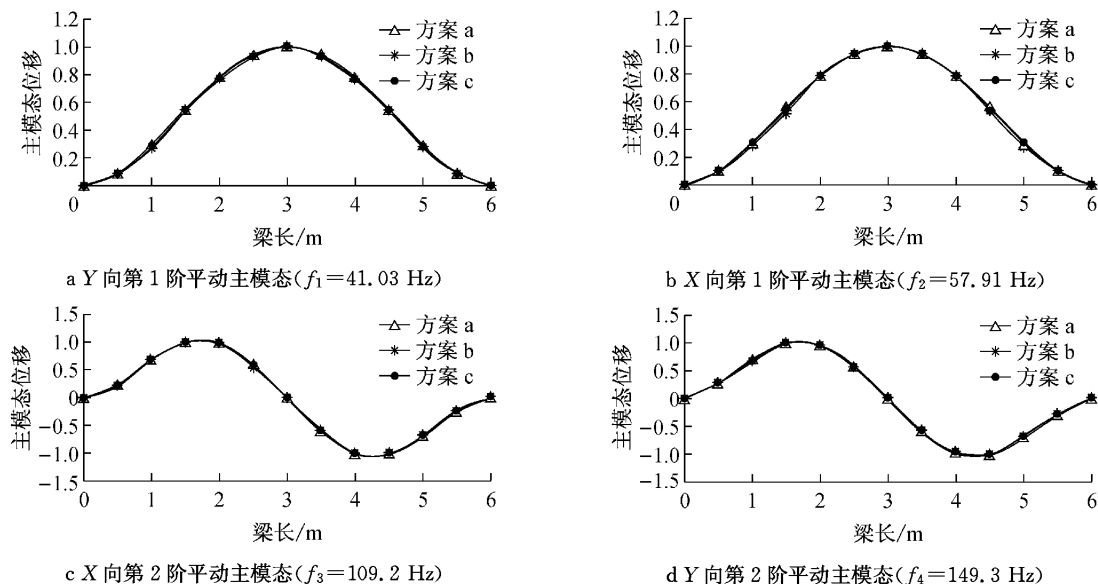 1.2
1.0
0.8
0.6
0.4
0.2
0 1 2 3 4 5 6
主模态位移
梁长/m
方案 a
方案 b
方案 c
a Y 向第 1 阶平动主模态(f₁=41.03 Hz)
1.2
1.0
0.8
0.6
0.4
0.2
0 1 2 3 4 5 6
主模态位移
梁长/m
方案 a
方案 b
方案 c
b X 向第 1 阶平动主模态(f₂=57.91 Hz)
1.5
1.0
0.5
0
-0.5
-1.0
-1.5
0 1 2 3 4 5 6
主模态位移
梁长/m
方案 a
方案 b
方案 c
c X 向第 2 阶平动主模态(f₃=109.2 Hz)
1.5
1.0
0.5
0
-0.5
-1.0
-1.5
0 1 2 3 4 5 6
主模态位移
梁长/m
方案 a
方案 b
方案 c
d Y 向第 2 阶平动主模态(f₄=149.3 Hz)